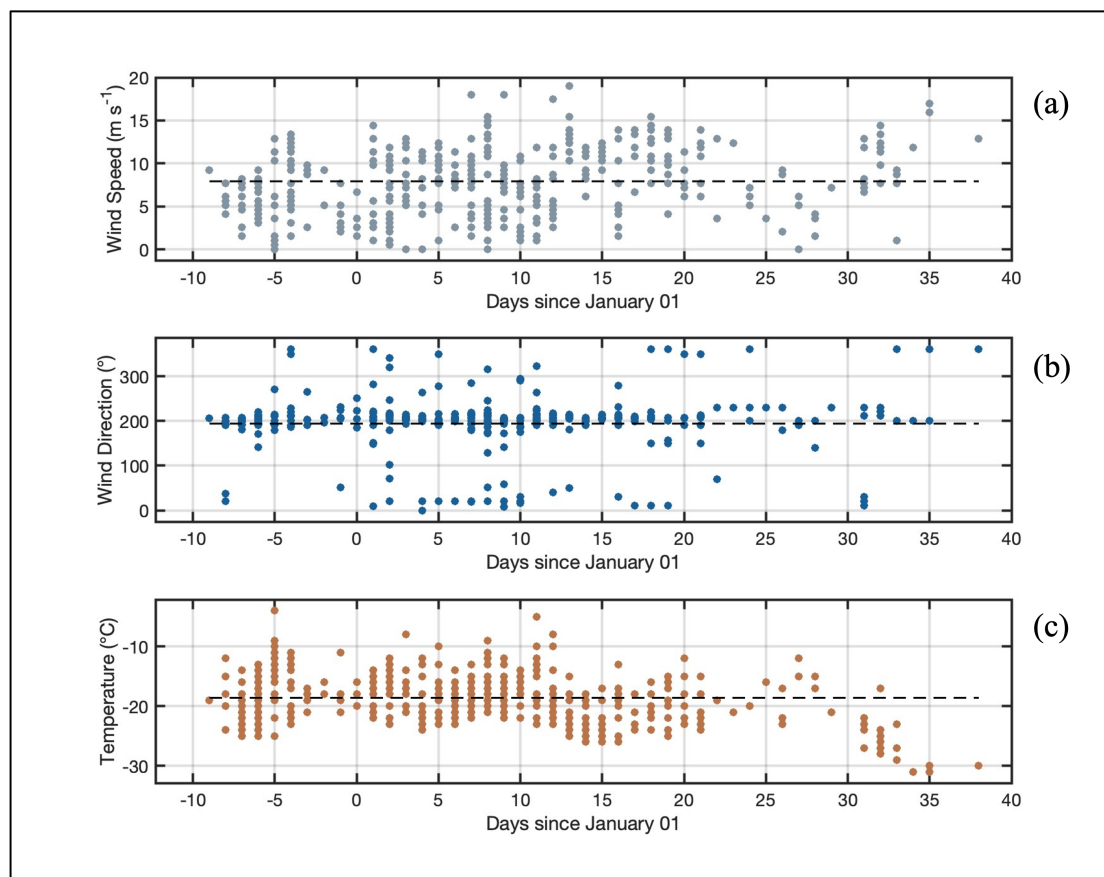 (a)
20
15
10
5
0
Wind Speed (m s⁻¹)
-10 -5 0 5 10 15 20 25 30 35 40
Days since January 01
(b)
300
200
100
0
Wind Direction (°)
-10 -5 0 5 10 15 20 25 30 35 40
Days since January 01
(c)
-10
-20
-30
Temperature (°C)
-10 -5 0 5 10 15 20 25 30 35 40
Days since January 01